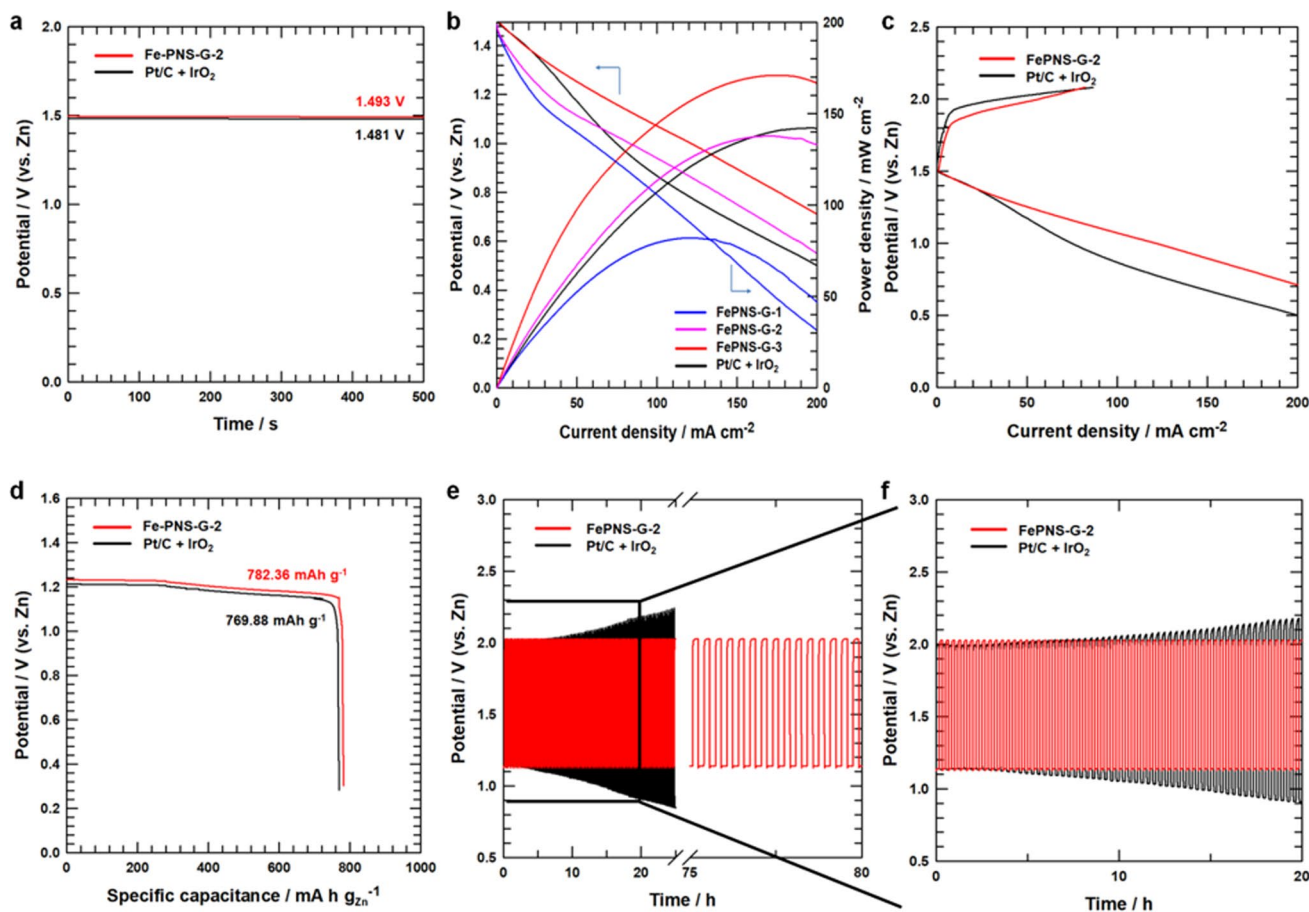 a
Fe-PNS-G-2
Pt/C + IrO2
1.493 V
1.481 V
2.0
1.5
1.0
0.5
0.0
Potential / V (vs. Zn)
0 100 200 300 400 500
Time / s
b
1.4
1.2
1.0
0.8
0.6
0.4
0.2
0.0
Potential / V (vs. Zn)
200
150
100
50
0
Power density / mW cm-2
FePNS-G-1
FePNS-G-2
FePNS-G-3
Pt/C + IrO2
0 50 100 150 200
Current density / mA cm-2
c
FePNS-G-2
Pt/C + IrO2
2.5
2.0
1.5
1.0
0.5
0.0
Potential / V (vs. Zn)
0 50 100 150 200
Current density / mA cm-2
d
Fe-PNS-G-2
Pt/C + IrO2
782.36 mAh g-1
769.88 mAh g-1
1.6
1.4
1.2
1.0
0.8
0.6
0.4
0.2
0.0
Potential / V (vs. Zn)
0 200 400 600 800 1000
Specific capacitance / mA h gZn-1
e
FePNS-G-2
Pt/C + IrO2
3.0
2.5
2.0
1.5
1.0
0.5
Potential / V (vs. Zn)
0 10 20 75 80
Time / h
f
FePNS-G-2
Pt/C + IrO2
3.0
2.5
2.0
1.5
1.0
0.5
Potential / V (vs. Zn)
0 10 20
Time / h